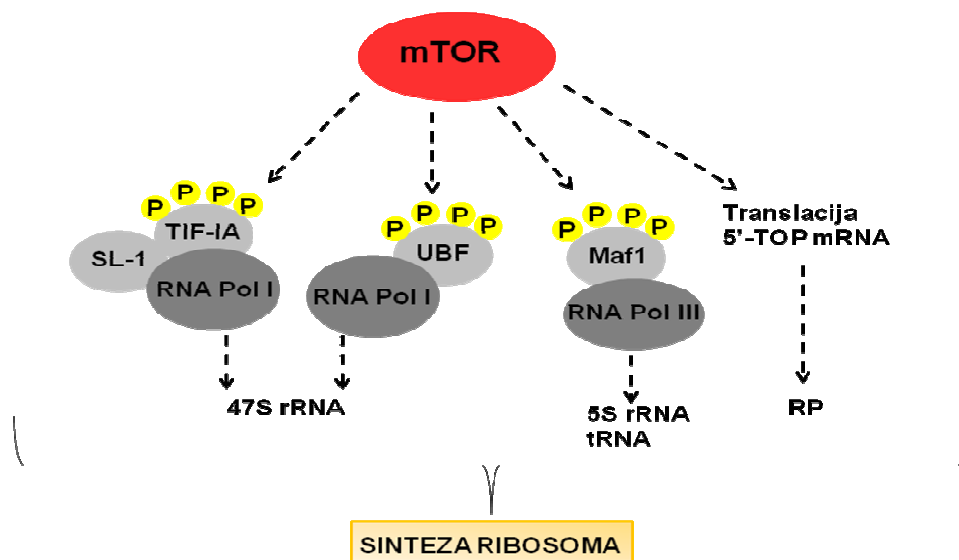 mTOR
P P P P
TIF-IA
SL-1
RNA Pol I
P P P P
UBF
RNA Pol I
P P P P
Maf1
RNA Pol III
Translacija
5'-TOP mRNA
47S rRNA
5S rRNA
tRNA
RP
SINTEZA RIBOSOMA